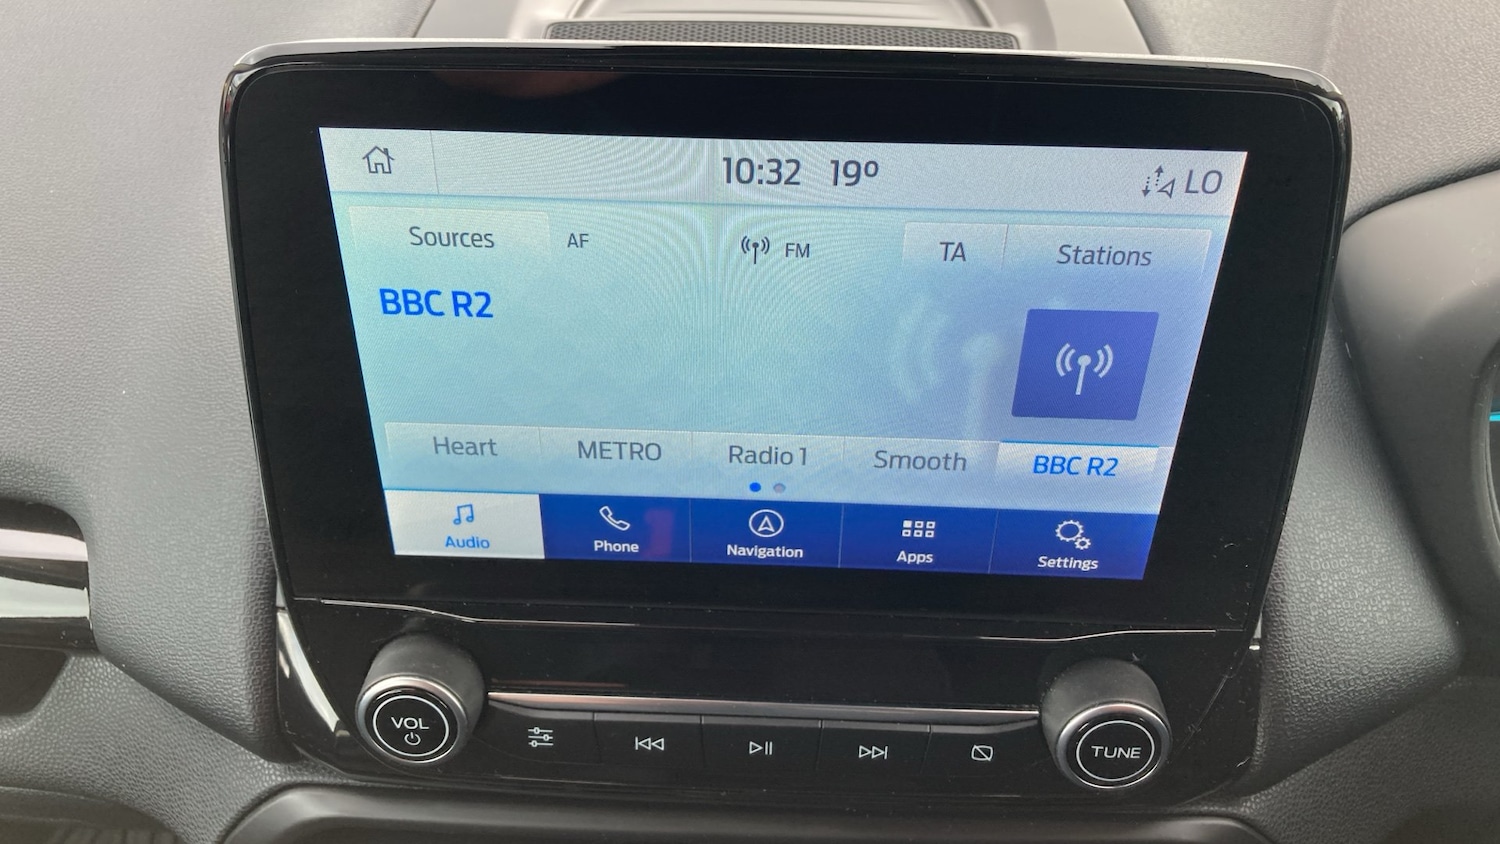 10:32 19º LO
Sources AF FM TA Stations
BBC R2
Heart METRO Radio 1 Smooth BBC R2
Audio Phone Navigation Apps Settings
VOL TUNE